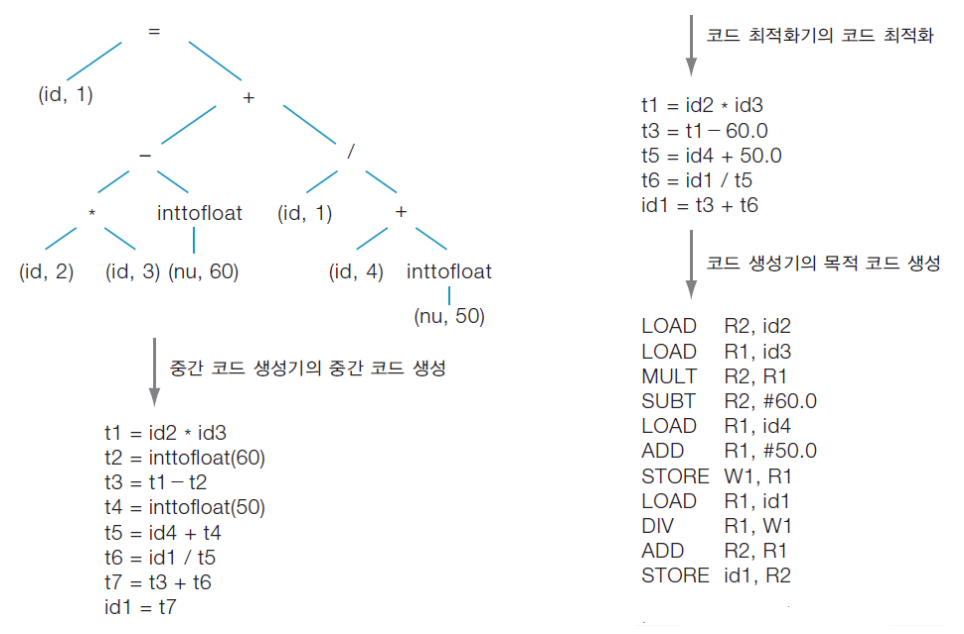 =
(id, 1)
+
−
/
*
inttofloat
(id, 1)
+
(id, 2)
(id, 3)
(nu, 60)
(id, 4)
inttofloat
(nu, 50)
중간 코드 생성기의 중간 코드 생성
t1 = id2 * id3
t2 = inttofloat(60)
t3 = t1 − t2
t4 = inttofloat(50)
t5 = id4 + t4
t6 = id1 / t5
t7 = t3 + t6
id1 = t7
코드 최적화기의 코드 최적화
t1 = id2 * id3
t3 = t1 − 60.0
t5 = id4 + 50.0
t6 = id1 / t5
id1 = t3 + t6
코드 생성기의 목적 코드 생성
LOAD R2, id2
LOAD R1, id3
MULT R2, R1
SUBT R2, #60.0
LOAD R1, id4
ADD R1, #50.0
STORE W1, R1
LOAD R1, id1
DIV R1, W1
ADD R2, R1
STORE id1, R2